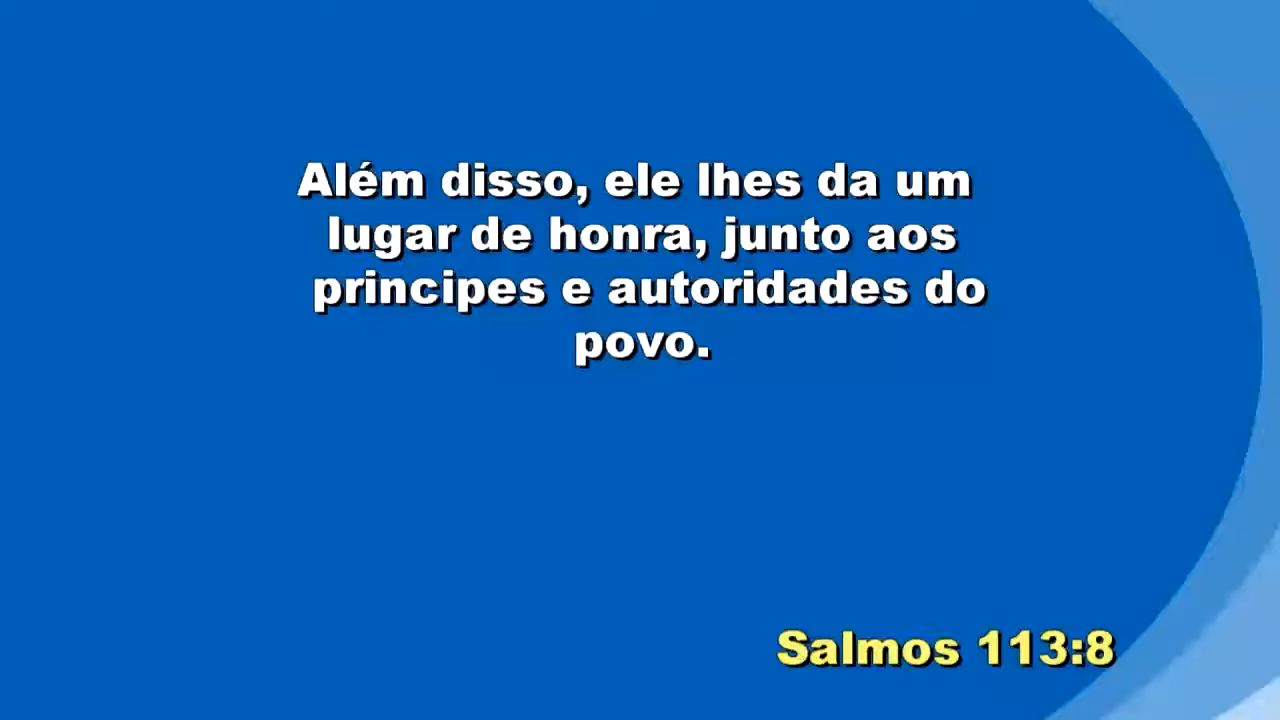 Além disso, ele lhes da um
lugar de honra, junto aos
principes e autoridades do
povo.
Salmos 113:8